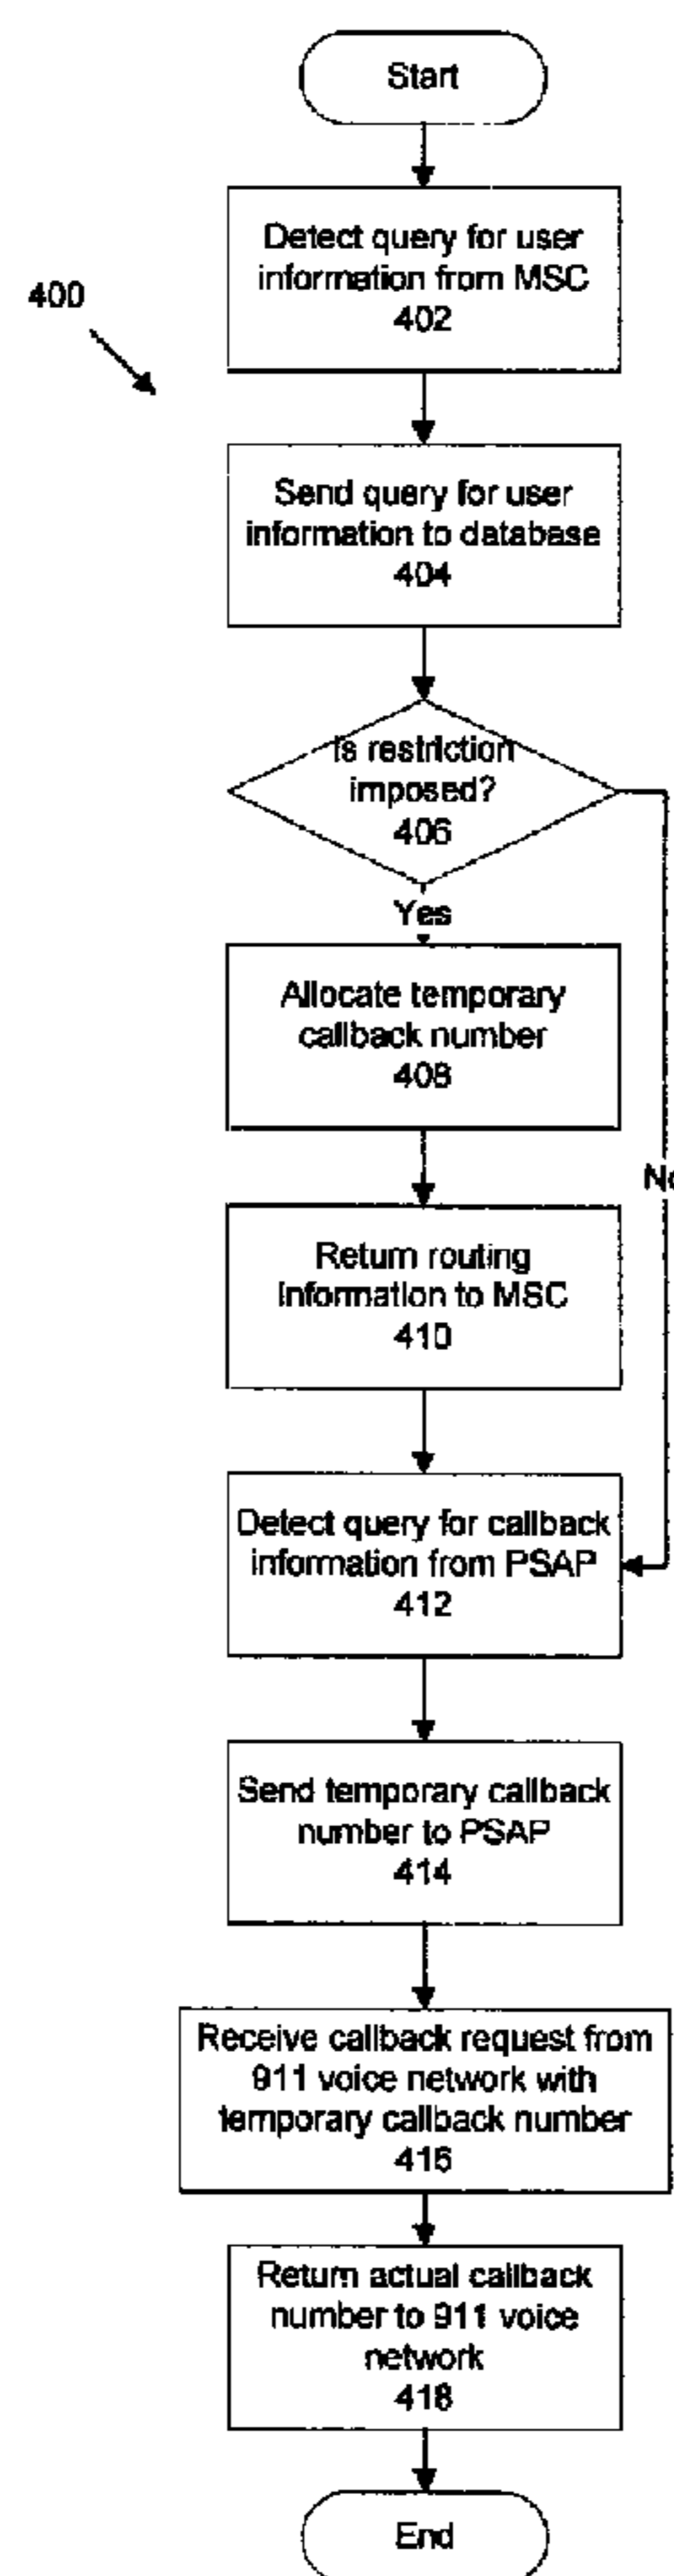 Start
Detect query for user
information from MSC
402
400
Send query for user
information to database
404
Is restriction
imposed?
406
Yes
Allocate temporary
callback number
408
No
Return routing
information to MSC
410
Detect query for callback
information from PSAP
412
Send temporary callback
number to PSAP
414
Receive callback request from
911 voice network with
temporary callback number
416
Return actual callback
number to 911 voice
network
418
End